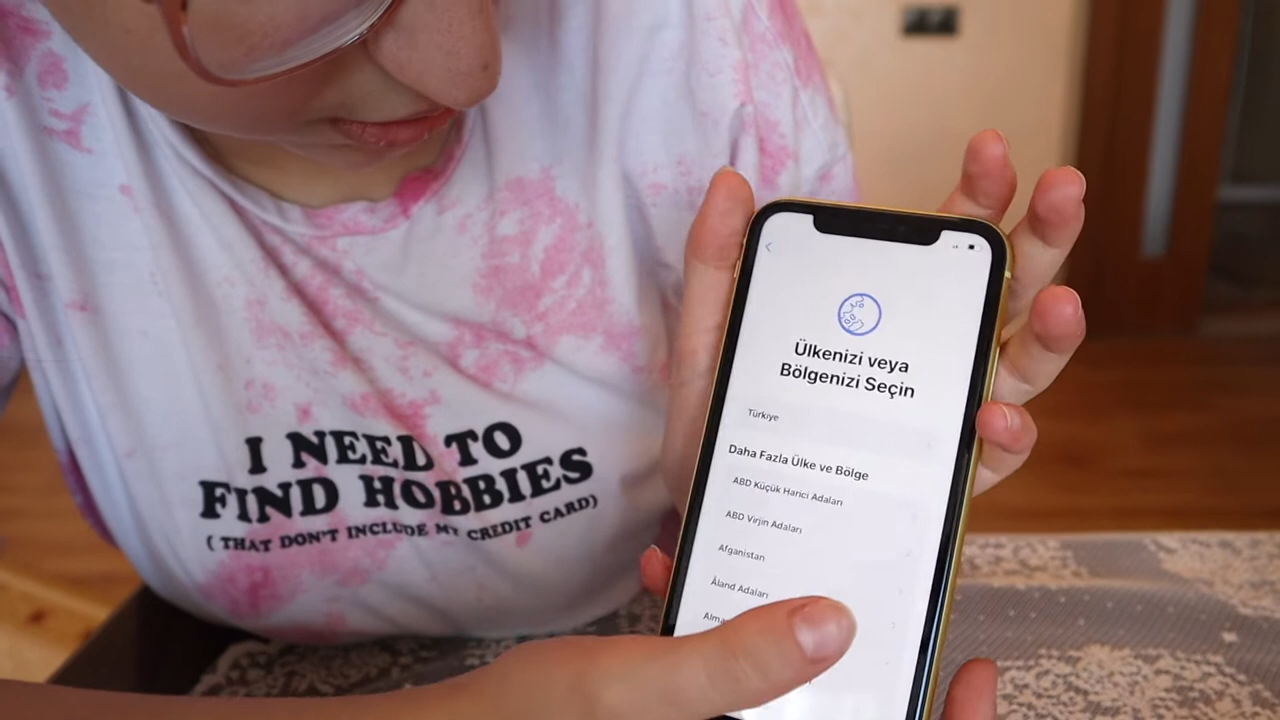 I NEED TO
FIND HOBBIES
( THAT DON'T INCLUDE MY CREDIT CARD)
Ülkenizi veya
Bölgenizi Seçin
Türkiye
Daha Fazla Ülke ve Bölge
ABD Küçük Harici Adaları
ABD Virjin Adaları
Afganistan
Åland Adaları
Alma